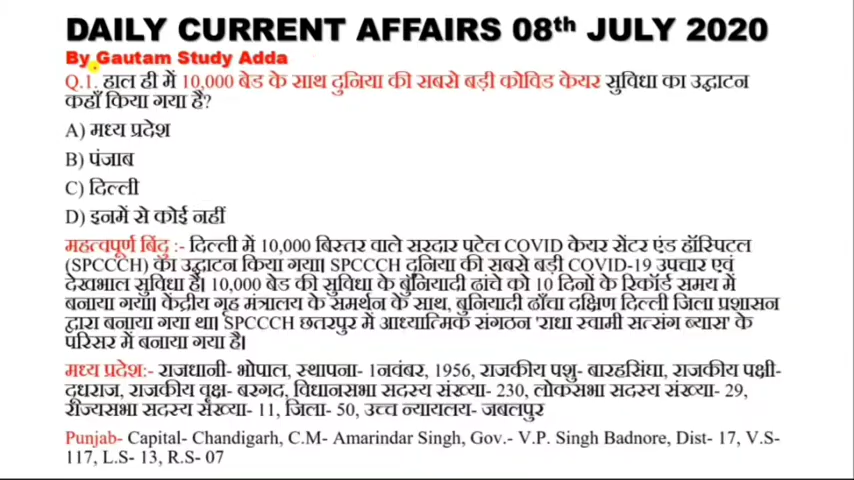 DAILY CURRENT AFFAIRS 08th JULY 2020
By Gautam Study Adda
Q.1. हाल ही में 10,000 बेड के साथ दुनिया की सबसे बड़ी कोविड केयर सुविधा का उद्घाटन
कहाँ किया गया है?
A) मध्य प्रदेश
B) पंजाब
C) दिल्ली
D) इनमें से कोई नहीं
महत्वपूर्ण बिंदु :- दिल्ली में 10,000 बिस्तर वाले सरदार पटेल COVID केयर सेंटर एंड हॉस्पिटल
(SPCCCH) का उद्घाटन किया गया। SPCCCH दुनिया की सबसे बड़ी COVID-19 उपचार एवं
देखभाल सुविधा है। 10,000 बेड की सुविधा के बुनियादी ढांचे को 10 दिनों के रिकॉर्ड समय में
बनाया गया। केंद्रीय गृह मंत्रालय के समर्थन के साथ, बुनियादी ढाँचा दक्षिण दिल्ली जिला प्रशासन
द्वारा बनाया गया था। SPCCCH छतरपुर में आध्यात्मिक संगठन 'राधा स्वामी सत्संग ब्यास' के
परिसर में बनाया गया है।
मध्य प्रदेश:- राजधानी- भोपाल, स्थापना- 1नवंबर, 1956, राजकीय पशु- बारहसिंघा, राजकीय पक्षी-
दूधराज, राजकीय वृक्ष- बरगद, विधानसभा सदस्य संख्या- 230, लोकसभा सदस्य संख्या- 29,
राज्यसभा सदस्य संख्या- 11, जिला- 50, उच्च न्यायलय- जबलपुर
Punjab- Capital- Chandigarh, C.M- Amarindar Singh, Gov.- V.P. Singh Badnore, Dist- 17, V.S-
117, L.S- 13, R.S- 07